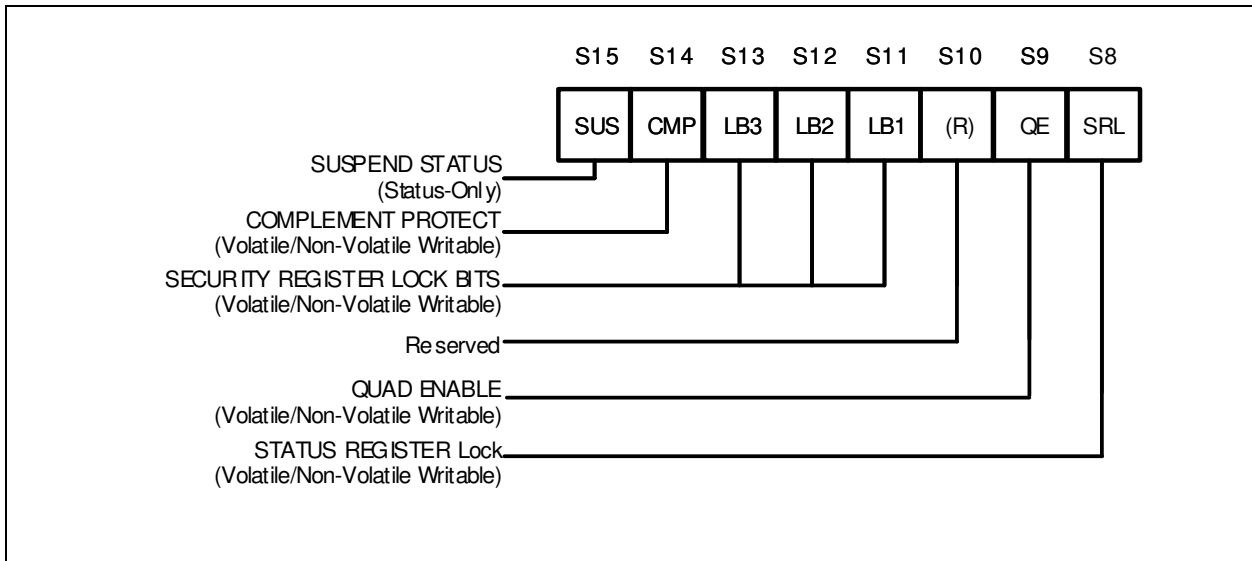 S15 S14 S13 S12 S11 S10 S9 S8
SUS CMP LB3 LB2 LB1 (R) QE SRL
SUSPEND STATUS
(Status-Only)
COMPLEMENT PROTECT
(Volatile/Non-Volatile Writable)
SECURITY REGISTER LOCK BITS
(Volatile/Non-Volatile Writable)
Reserved
QUAD ENABLE
(Volatile/Non-Volatile Writable)
STATUS REGISTER Lock
(Volatile/Non-Volatile Writable)